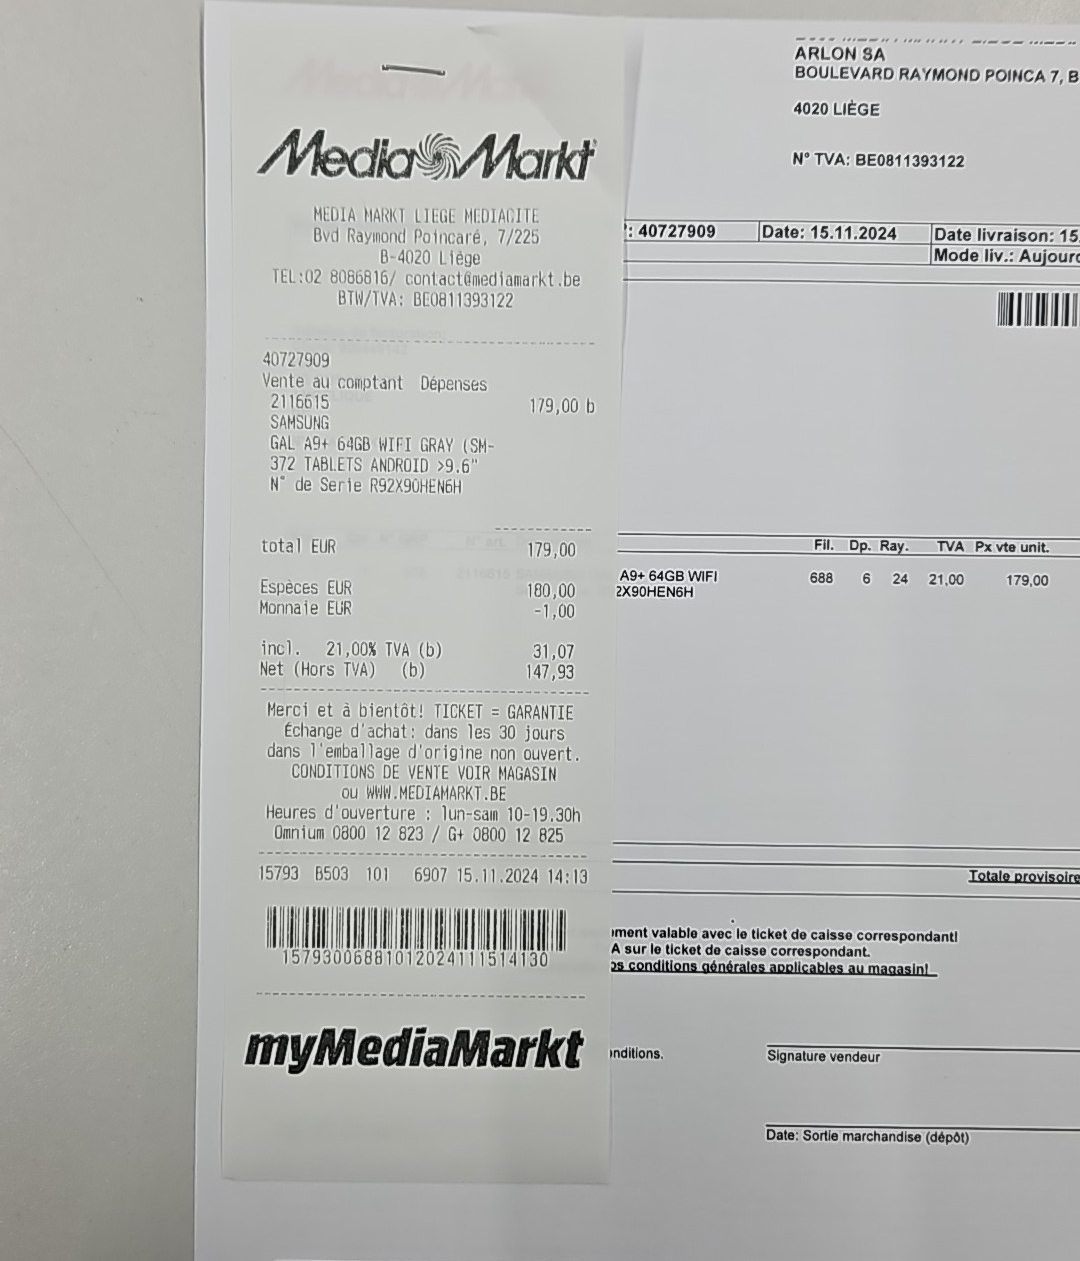 Media Markt
MEDIA MARKT LIEGE MEDIACITE
Bvd Raymond Poincaré, 7/225
B-4020 Liège
TEL:02 8086816/ contact@mediamarkt.be
BTW/TVA: BE0811393122
40727909
Vente au comptant Dépenses
2116615 179,00 b
SAMSUNG
GAL A9+ 64GB WIFI GRAY (SM-
372 TABLETS ANDROID >9.6"
N° de Serie R92X90HEN6H
total EUR 179,00
Espèces EUR 180,00
Monnaie EUR -1,00
incl. 21,00% TVA (b) 31,07
Net (Hors TVA) (b) 147,93
Merci et à bientôt! TICKET = GARANTIE
Échange d'achat: dans les 30 jours
dans l'emballage d'origine non ouvert.
CONDITIONS DE VENTE VOIR MAGASIN
ou WWW.MEDIAMARKT.BE
Heures d'ouverture : lun-sam 10-19.30h
Omnium 0800 12 823 / G+ 0800 12 825
15793 B503 101 6907 15.11.2024 14:13
15793006881012024111514130
myMediaMarkt
ARLON SA
BOULEVARD RAYMOND POINCA 7, B
4020 LIÈGE
N° TVA: BE0811393122
: 40727909 Date: 15.11.2024 Date livraison: 15.
Mode liv.: Aujourd
Fil. Dp. Ray. TVA Px vte unit.
A9+ 64GB WIFI 688 6 24 21,00 179,00
2X90HEN6H
Totale provisoire
ment valable avec le ticket de caisse correspondant!
A sur le ticket de caisse correspondant.
os conditions générales applicables au magasin!
nditions. Signature vendeur
Date: Sortie marchandise (dépôt)